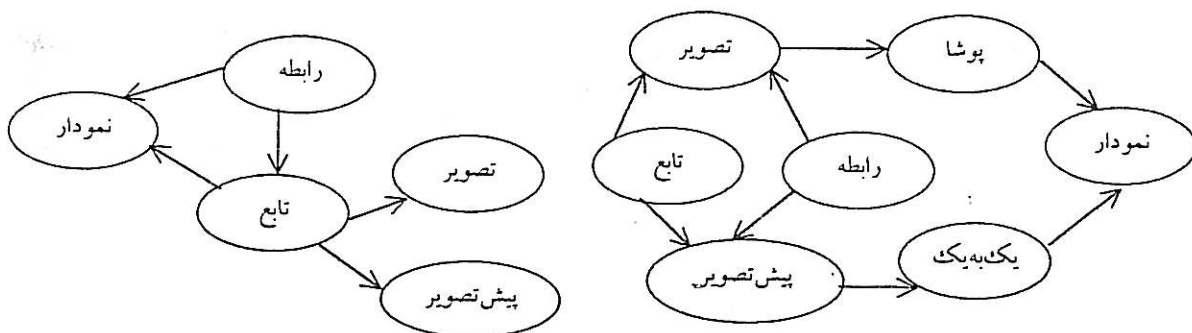 تصویر
پوشا
نمودار
تابع
رابطه
یک‌به‌یک
پیش‌تصویر
رابطه
نمودار
تصویر
تابع
پیش‌تصویر